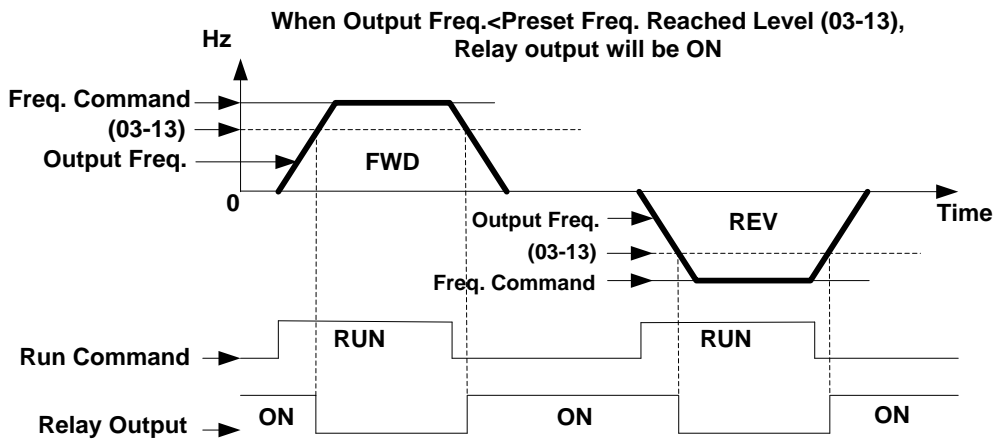 When Output Freq.<Preset Freq. Reached Level (03-13),
Relay output will be ON
Hz
Freq. Command
(03-13)
Output Freq.
FWD
0
Time
Output Freq.
REV
(03-13)
Freq. Command
RUN
RUN
Run Command
ON
ON
ON
Relay Output